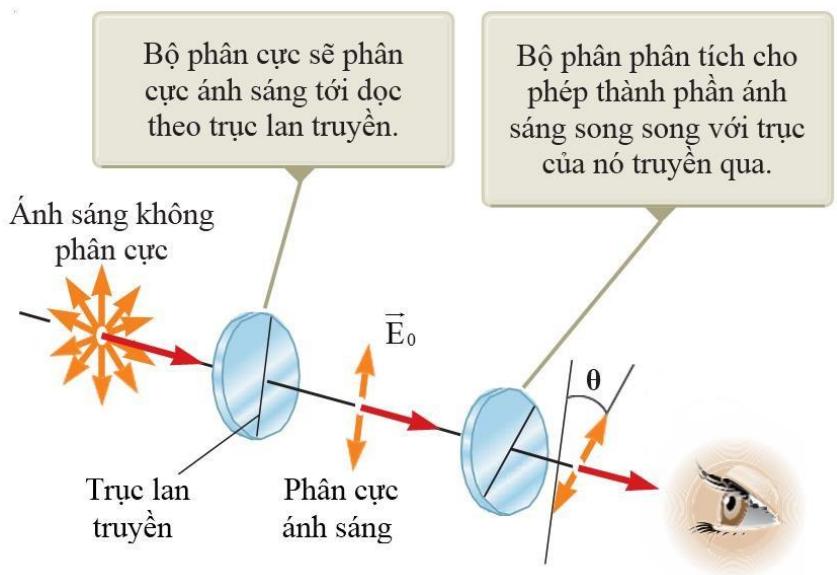 Bộ phân cực sẽ phân
cực ánh sáng tới dọc
theo trục lan truyền.
Bộ phân phân tích cho
phép thành phần ánh
sáng song song với trục
của nó truyền qua.
Ánh sáng không
phân cực
E₀
θ
Trục lan
truyền
Phân cực
ánh sáng